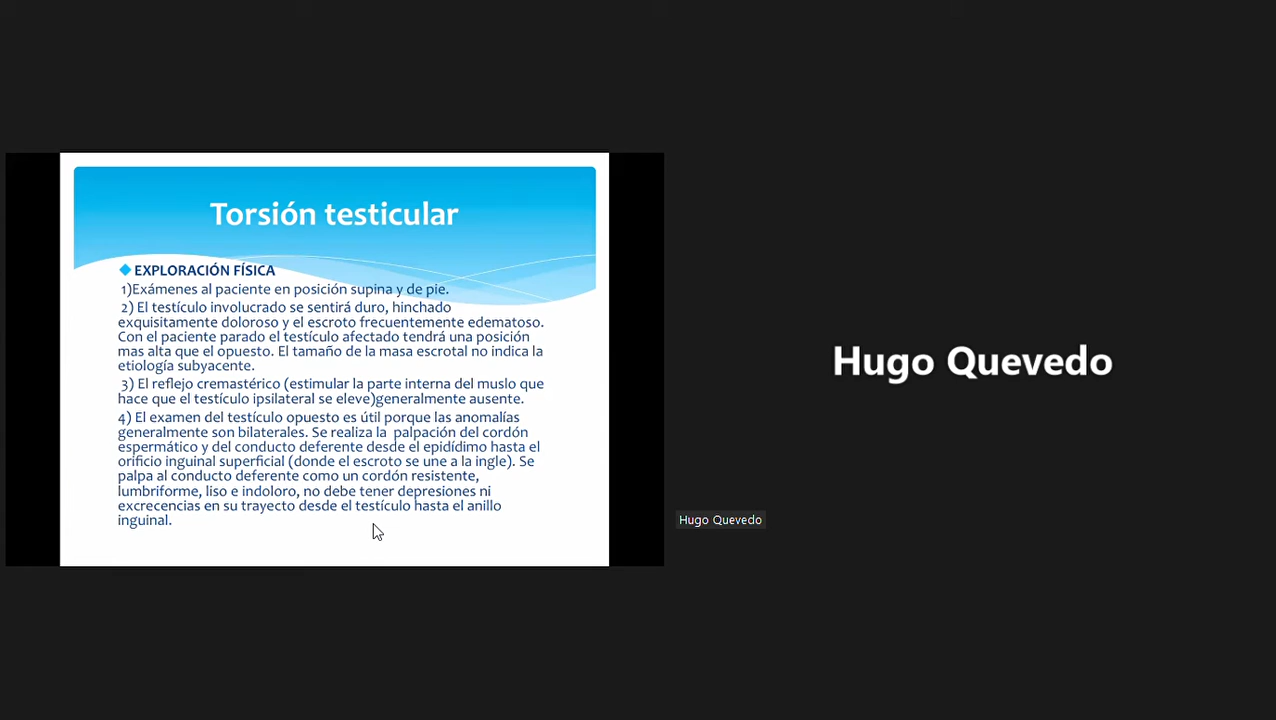 Torsión testicular
EXPLORACIÓN FÍSICA
1)Exámenes al paciente en posición supina y de pie.
2) El testículo involucrado se sentirá duro, hinchado
exquisitamente doloroso y el escroto frecuentemente edematoso.
Con el paciente parado el testículo afectado tendrá una posición
mas alta que el opuesto. El tamaño de la masa escrotal no indica la
etiología subyacente.
3) El reflejo cremastérico (estimular la parte interna del muslo que
hace que el testículo ipsilateral se eleve)generalmente ausente.
4) El examen del testículo opuesto es útil porque las anomalías
generalmente son bilaterales. Se realiza la palpación del cordón
espermático y del conducto deferente desde el epidídimo hasta el
orificio inguinal superficial (donde el escroto se une a la ingle). Se
palpa al conducto deferente como un cordón resistente,
lumbriforme, liso e indoloro, no debe tener depresiones ni
excrecencias en su trayecto desde el testículo hasta el anillo
inguinal.
Hugo Quevedo
Hugo Quevedo